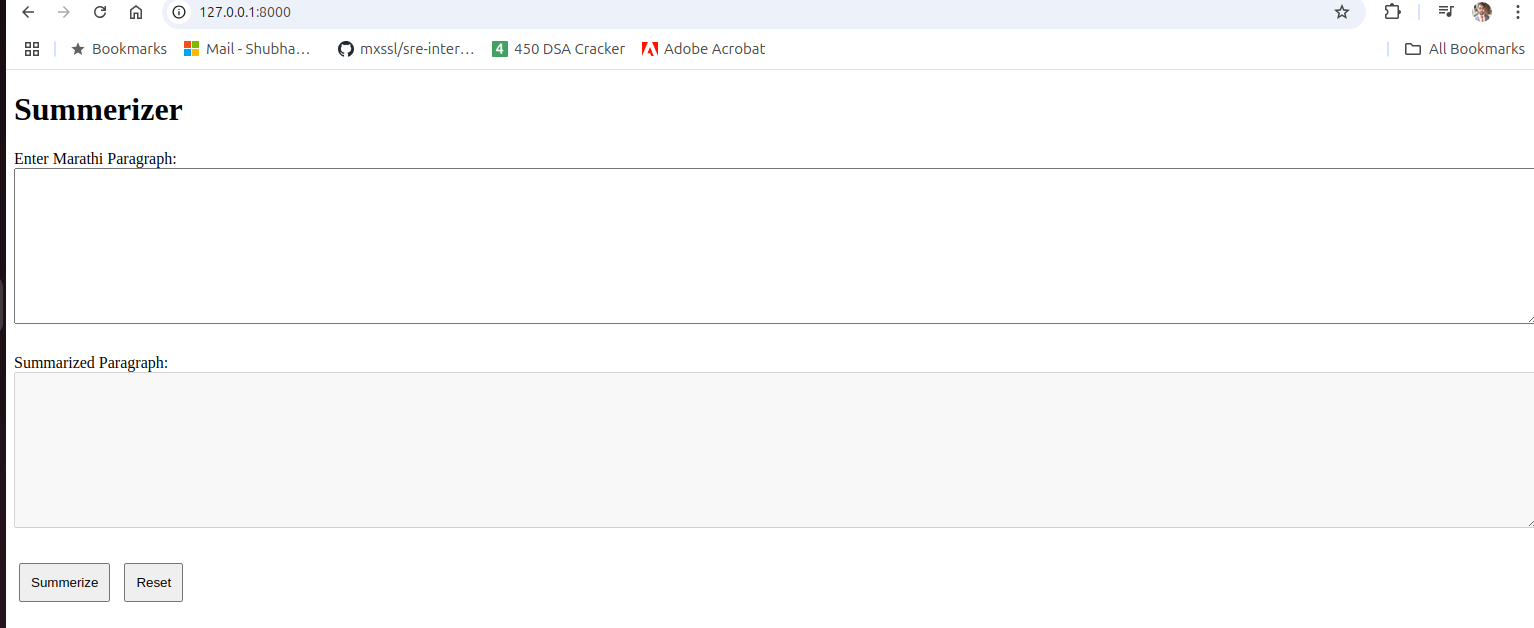 127.0.0.1:8000
Bookmarks Mail - Shubha... mxssl/sre-inter... 4 450 DSA Cracker Adobe Acrobat All Bookmarks
Summerizer
Enter Marathi Paragraph:
Summarized Paragraph:
Summerize Reset